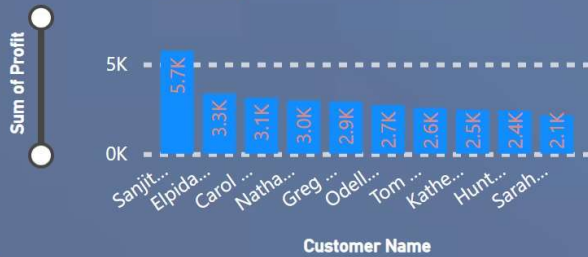 Sum of Profit
5K
0K
5.7K
3.3K
3.1K
3.0K
2.9K
2.7K
2.6K
2.5K
2.4K
2.1K
Sanjit...
Elpida...
Carol ...
Natha...
Greg ...
Odell...
Tom ...
Kathe...
Hunt...
Sarah...
Customer Name